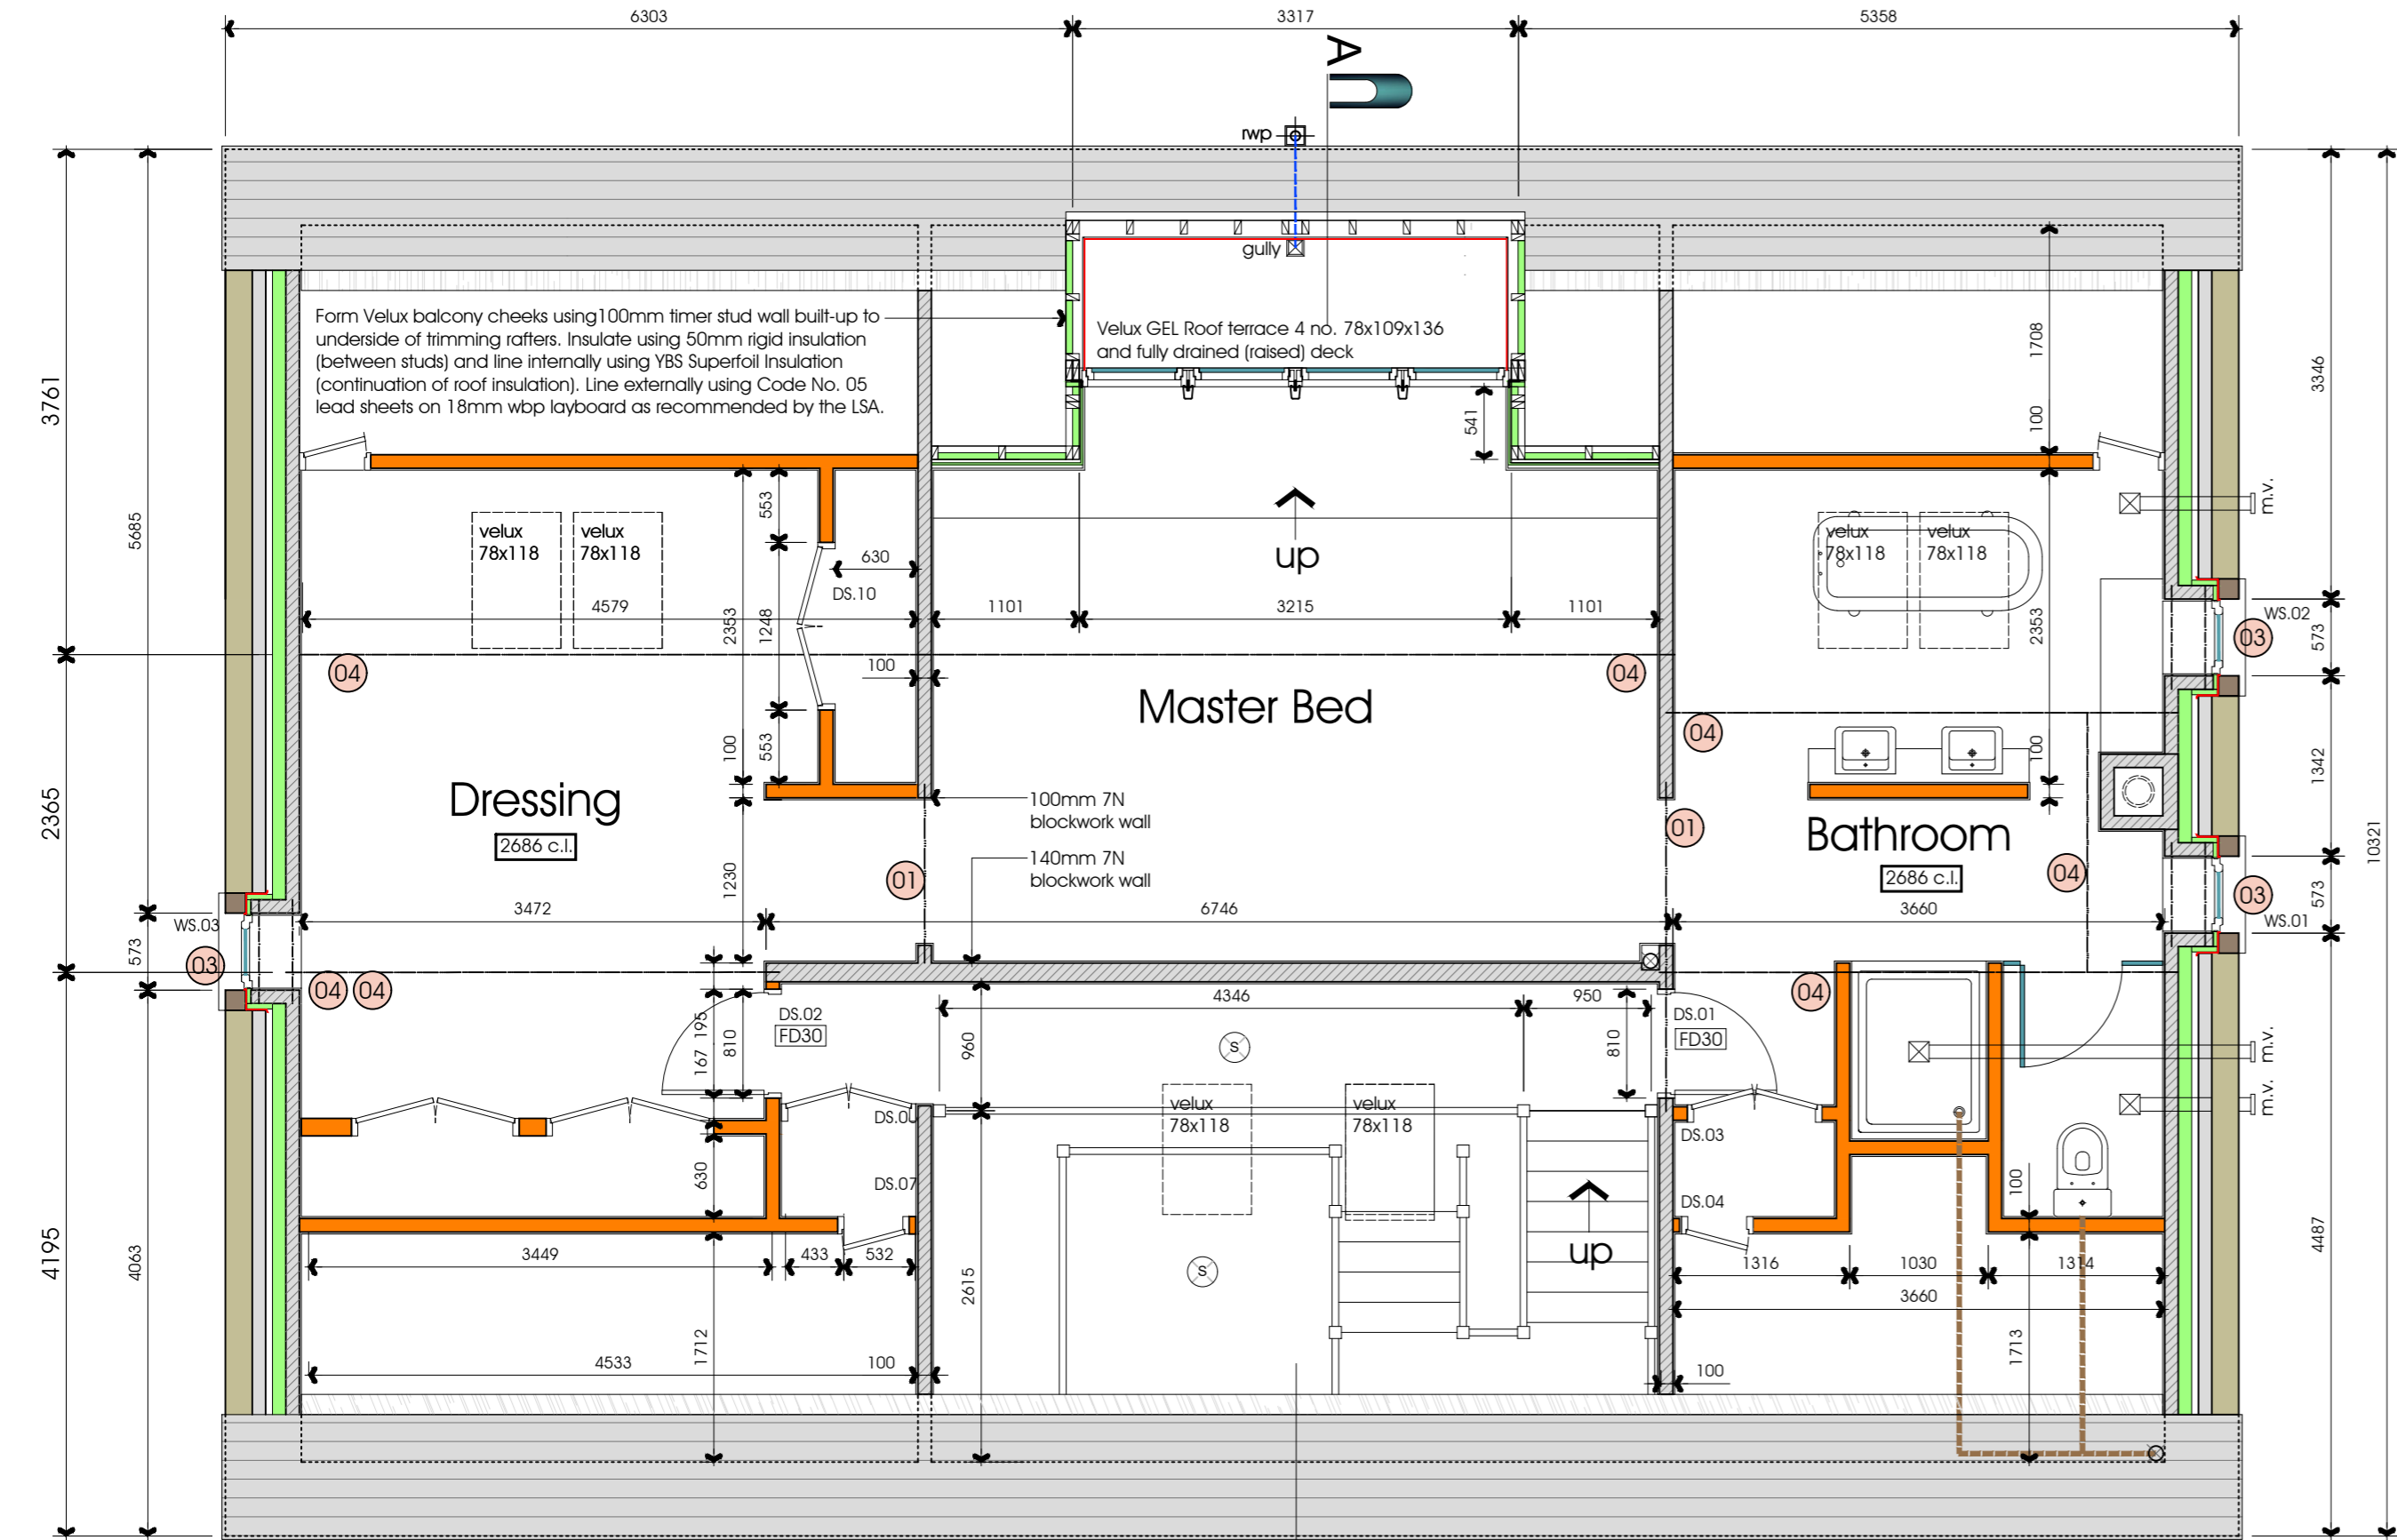 6303
3317
5358
A
rwp
gully
Form Velux balcony cheeks using100mm timer stud wall built-up to
underside of trimming rafters. Insulate using 50mm rigid insulation
(between studs) and line internally using YBS Superfoil Insulation
(continuation of roof insulation). Line externally using Code No. 05
lead sheets on 18mm wbp layboard as recommended by the LSA.
Velux GEL Roof terrace 4 no. 78x109x136
and fully drained (raised) deck
3761
5685
541
1708
100
3346
m.v.
velux
78x118
velux
78x118
553
630
DS.10
4579
2353
1248
up
1101
3215
1101
velux
78x118
velux
78x118
2353
WS.02
03
573
04
100
04
Master Bed
04
100
553
100
1342
Dressing
2686 c.l.
2365
100mm 7N
blockwork wall
140mm 7N
blockwork wall
01
01
Bathroom
2686 c.l.
04
10321
1230
3472
6746
3660
03
573
WS.01
WS.03
573
03
04
04
04
195
167
810
DS.02
FD30
960
4346
950
810
DS.01
FD30
S
m.v.
m.v.
velux
78x118
velux
78x118
DS.0
DS.03
DS.07
DS.04
630
100
4195
4063
4487
3449
433
532
S
up
1316
1030
1314
3660
2615
1712
1713
4533
100
100